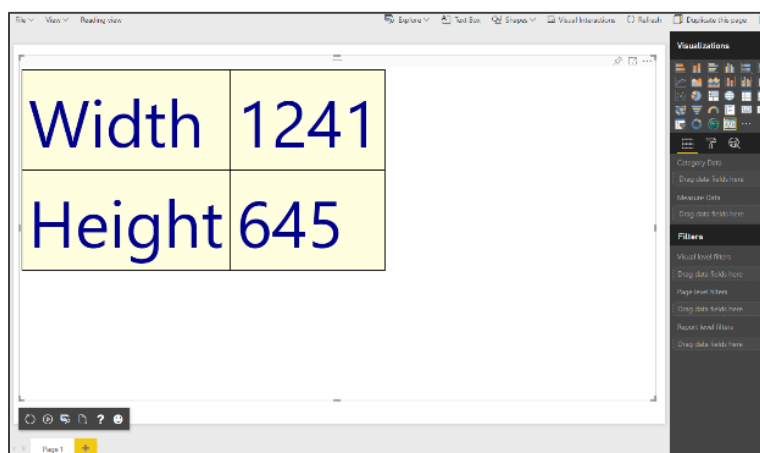 File View Reading view Explore Text Box Shapes Visual Interactions Refresh Duplicate this page
Visualizations
Width 1241
Height 645
Category Data
Drag data fields here
Measure Data
Drag data fields here
Filters
Visual level filters
Drag data fields here
Page level filters
Drag data fields here
Report level filters
Drag data fields here
Page 1